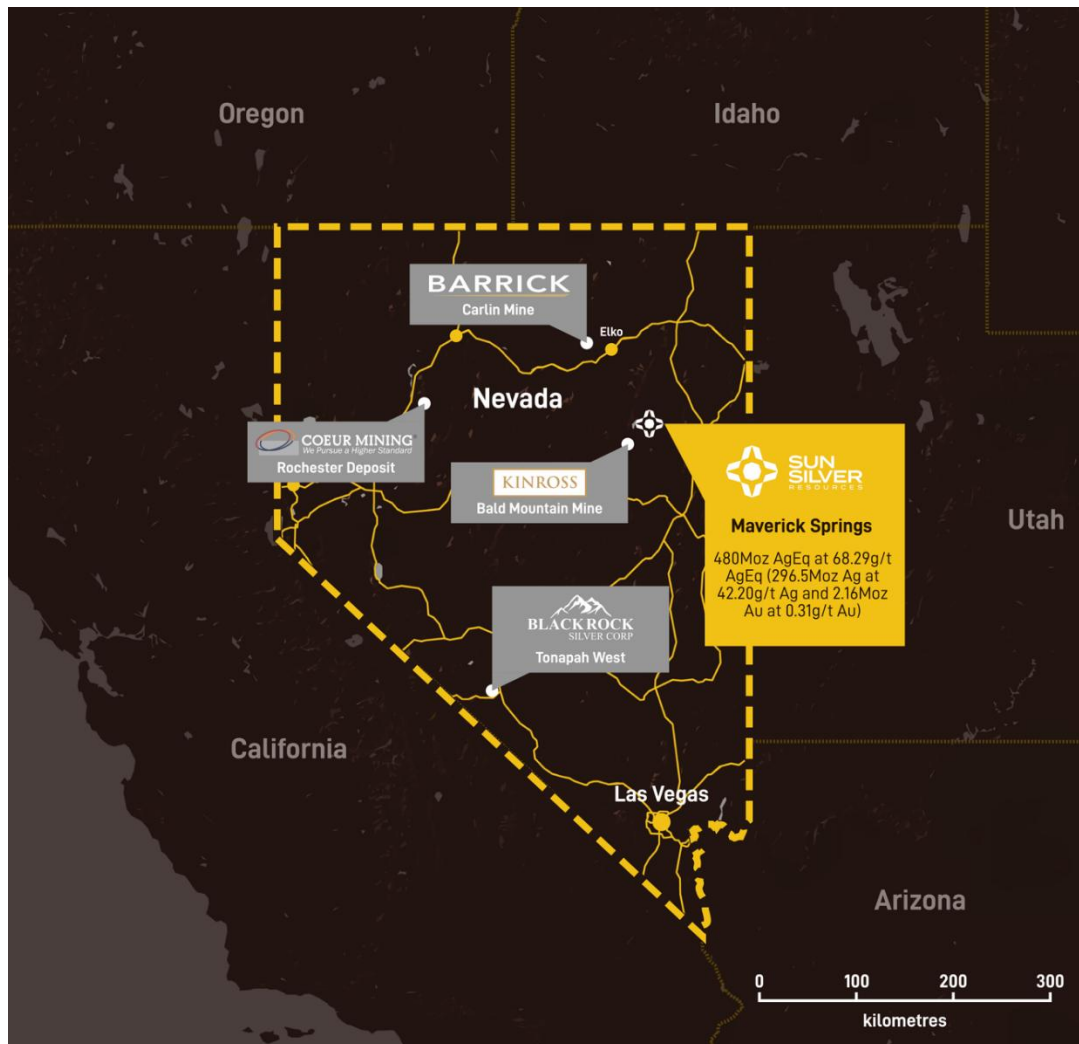 Oregon
Idaho
BARRICK
Carlin Mine
Elko
Nevada
COEUR MINING
We Pursue a Higher Standard
Rochester Deposit
KINROSS
Bald Mountain Mine
SUN
SILVER
RESOURCES
Maverick Springs
480Moz AgEq at 68.29g/t
AgEq (296.5Moz Ag at
42.20g/t Ag and 2.16Moz
Au at 0.31g/t Au)
Utah
BLACKROCK
SILVER CORP
Tonapah West
California
Las Vegas
Arizona
0 100 200 300
kilometres